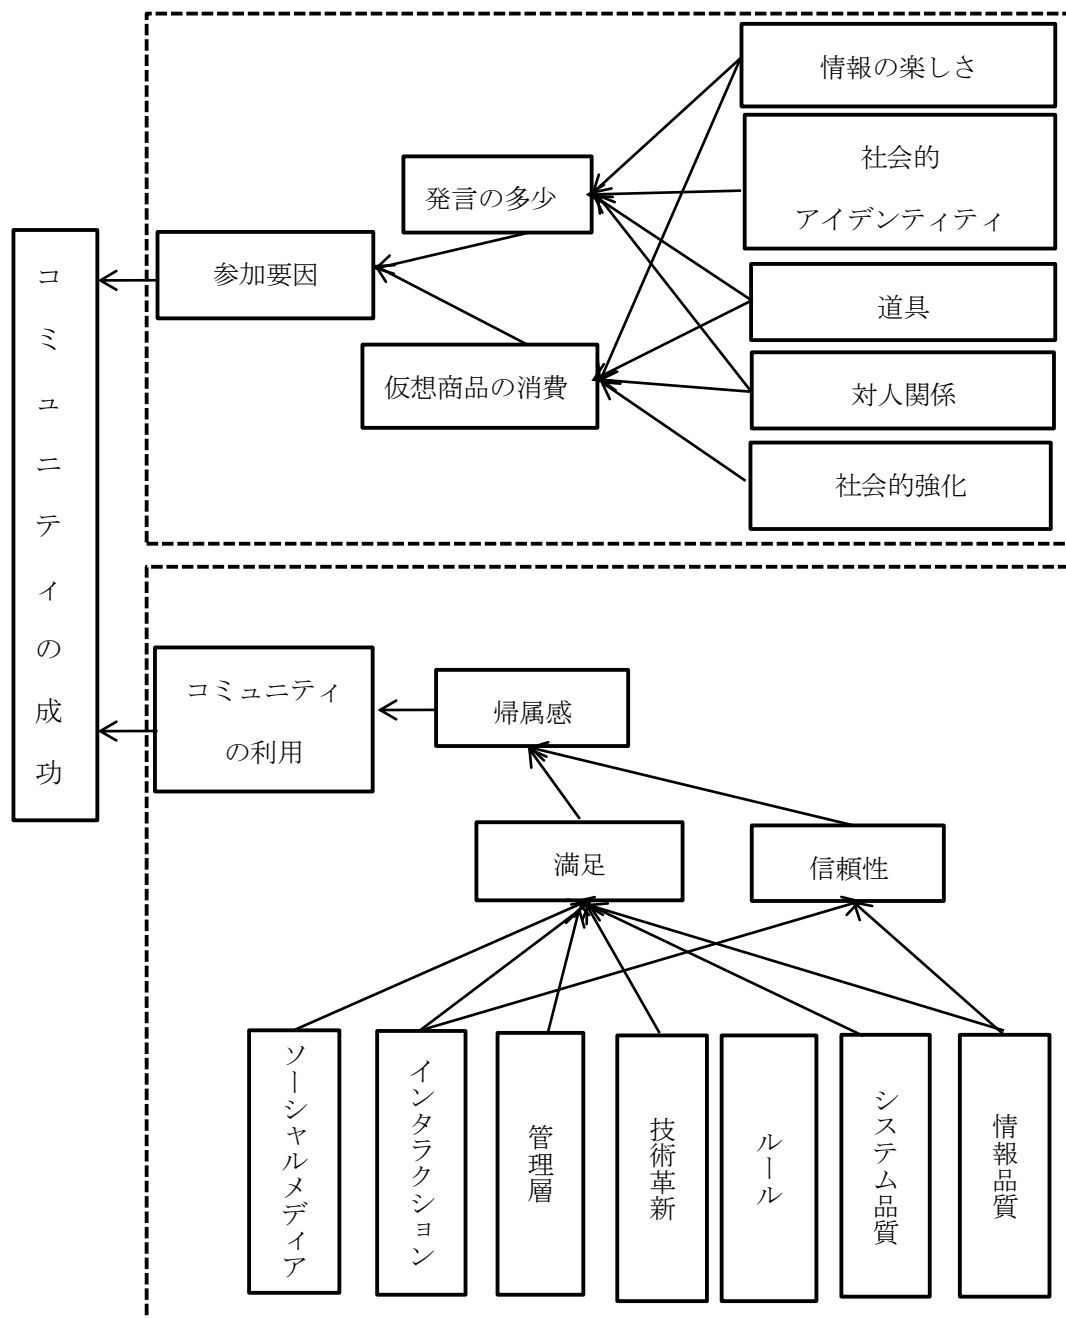 情報の楽しさ
社会的
アイデンティティ
発言の多少
コミュニティの成功
参加要因
道具
仮想商品の消費
対人関係
社会的強化
コミュニティ
の利用
帰属感
満足
信頼性
ソーシャルメディア
インタラクション
管理層
技術革新
ルール
システム品質
情報品質